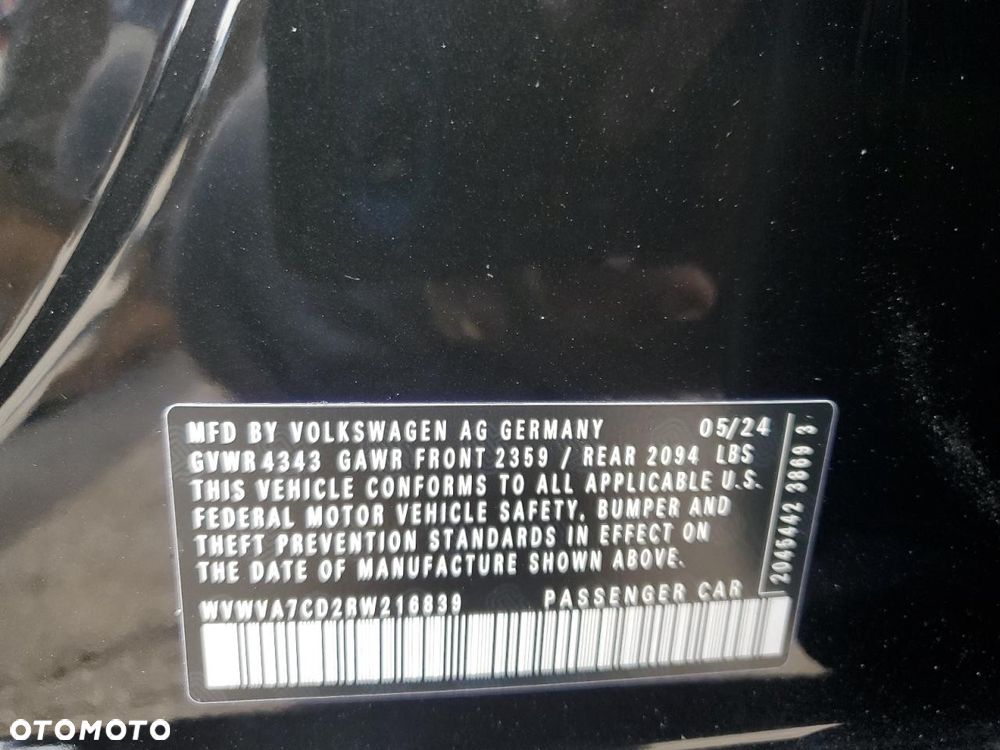 MFD BY VOLKSWAGEN AG GERMANY 05/24
GVWR 4343 GAWR FRONT 2359 / REAR 2094 LBS
THIS VEHICLE CONFORMS TO ALL APPLICABLE U.S.
FEDERAL MOTOR VEHICLE SAFETY, BUMPER AND
THEFT PREVENTION STANDARDS IN EFFECT ON
THE DATE OF MANUFACTURE SHOWN ABOVE.
WVWVA7CD2RW216839 PASSENGER CAR
2045442 3869 3
OTOMOTO